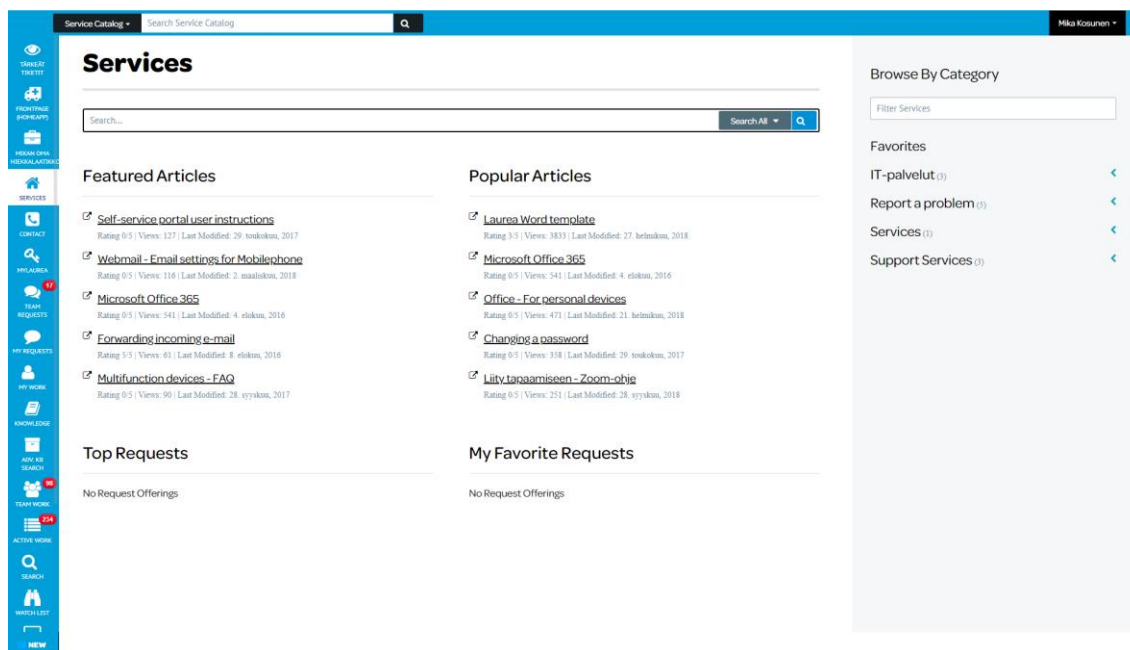 Service Catalog
Search Service Catalog
Mika Kosunen
TÄRKEÄT
TIKETIT
FRONTPAGE
(HOMEAPP)
MIKAN OMA
HIEKKALAATIKKO
SERVICES
CONTACT
MYLAUREA
17
TEAM
REQUESTS
MY REQUESTS
MY WORK
KNOWLEDGE
ADV. KB
SEARCH
98
TEAM WORK
234
ACTIVE WORK
SEARCH
WATCH LIST
NEW
Services
Search...
Search All
Featured Articles
Self-service portal user instructions
Rating 0/5 | Views: 127 | Last Modified: 29. toukokuu, 2017
Webmail - Email settings for Mobilephone
Rating 0/5 | Views: 116 | Last Modified: 2. maaliskuu, 2018
Microsoft Office 365
Rating 0/5 | Views: 541 | Last Modified: 4. elokuu, 2016
Forwarding incoming e-mail
Rating 5/5 | Views: 61 | Last Modified: 8. elokuu, 2016
Multifunction devices - FAQ
Rating 0/5 | Views: 90 | Last Modified: 28. syyskuu, 2017
Popular Articles
Laurea Word template
Rating 3/5 | Views: 3833 | Last Modified: 27. helmikuu, 2018
Microsoft Office 365
Rating 0/5 | Views: 541 | Last Modified: 4. elokuu, 2016
Office - For personal devices
Rating 0/5 | Views: 471 | Last Modified: 21. helmikuu, 2018
Changing a password
Rating 0/5 | Views: 358 | Last Modified: 29. toukokuu, 2017
Liity tapaamiseen - Zoom-ohje
Rating 0/5 | Views: 251 | Last Modified: 28. syyskuu, 2018
Top Requests
No Request Offerings
My Favorite Requests
No Request Offerings
Browse By Category
Filter Services
Favorites
IT-palvelut (3)
Report a problem (5)
Services (1)
Support Services (3)